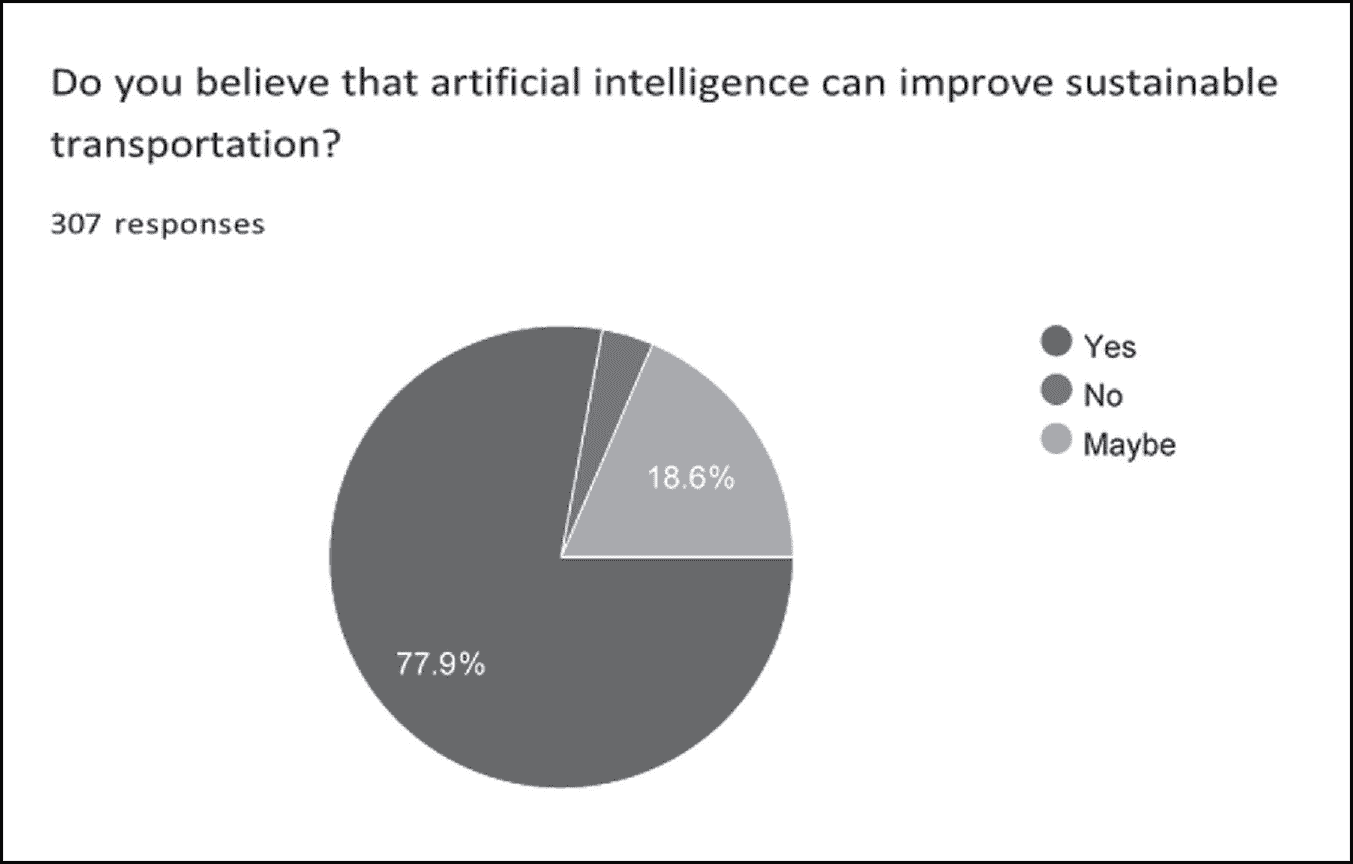 Do you believe that artificial intelligence can improve sustainable
transportation?
307 responses
Yes
No
Maybe
18.6%
77.9%